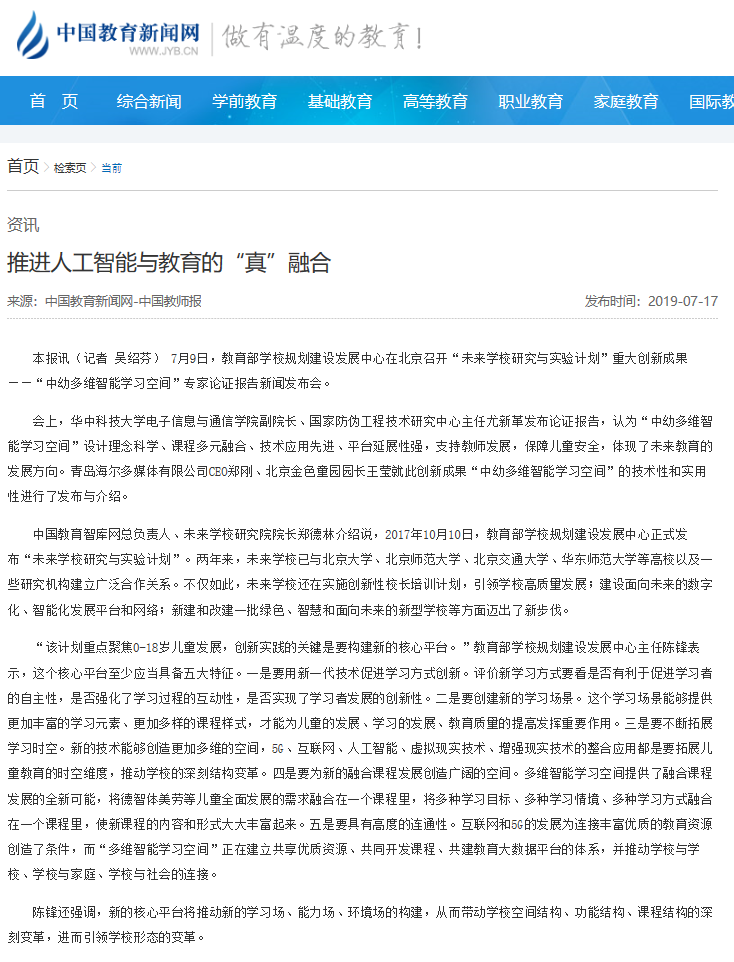 中国教育新闻网
WWW.JYB.CN
做有温度的教育！
首 页 综合新闻 学前教育 基础教育 高等教育 职业教育 家庭教育 国际教
首页 > 检索页 > 当前
资讯
推进人工智能与教育的“真”融合
来源：中国教育新闻网-中国教师报 发布时间：2019-07-17
本报讯（记者 吴绍芬） 7月9日，教育部学校规划建设发展中心在北京召开“未来学校研究与实验计划”重大创新成果
——“中幼多维智能学习空间”专家论证报告新闻发布会。
会上，华中科技大学电子信息与通信学院副院长、国家防伪工程技术研究中心主任尤新革发布论证报告，认为“中幼多维智
能学习空间”设计理念科学、课程多元融合、技术应用先进、平台延展性强，支持教师发展，保障儿童安全，体现了未来教育的
发展方向。青岛海尔多媒体有限公司CEO郑刚、北京金色童园园长王莹就此创新成果“中幼多维智能学习空间”的技术性和实用
性进行了发布与介绍。
中国教育智库网总负责人、未来学校研究院院长郑德林介绍说，2017年10月10日，教育部学校规划建设发展中心正式发
布“未来学校研究与实验计划”。两年来，未来学校已与北京大学、北京师范大学、北京交通大学、华东师范大学等高校以及一
些研究机构建立广泛合作关系。不仅如此，未来学校还在实施创新性校长培训计划，引领学校高质量发展；建设面向未来的数字
化、智能化发展平台和网络；新建和改建一批绿色、智慧和面向未来的新型学校等方面迈出了新步伐。
“该计划重点聚焦0-18岁儿童发展，创新实践的关键是要构建新的核心平台。”教育部学校规划建设发展中心主任陈锋表
示，这个核心平台至少应当具备五大特征。一是要用新一代技术促进学习方式创新。评价新学习方式要看是否有利于促进学习者
的自主性，是否强化了学习过程的互动性，是否实现了学习者发展的创新性。二是要创建新的学习场景。这个学习场景能够提供
更加丰富的学习元素、更加多样的课程样式，才能为儿童的发展、学习的发展、教育质量的提高发挥重要作用。三是要不断拓展
学习时空。新的技术能够创造更加多维的空间，5G、互联网、人工智能、虚拟现实技术、增强现实技术的整合应用都是要拓展儿
童教育的时空维度，推动学校的深刻结构变革。四是要为新的融合课程发展创造广阔的空间。多维智能学习空间提供了融合课程
发展的全新可能，将德智体美劳等儿童全面发展的需求融合在一个课程里，将多种学习目标、多种学习情境、多种学习方式融合
在一个课程里，使新课程的内容和形式大大丰富起来。五是要具有高度的连通性。互联网和5G的发展为连接丰富优质的教育资源
创造了条件，而“多维智能学习空间”正在建立共享优质资源、共同开发课程、共建教育大数据平台的体系，并推动学校与学
校、学校与家庭、学校与社会的连接。
陈锋还强调，新的核心平台将推动新的学习场、能力场、环境场的构建，从而带动学校空间结构、功能结构、课程结构的深
刻变革，进而引领学校形态的变革。